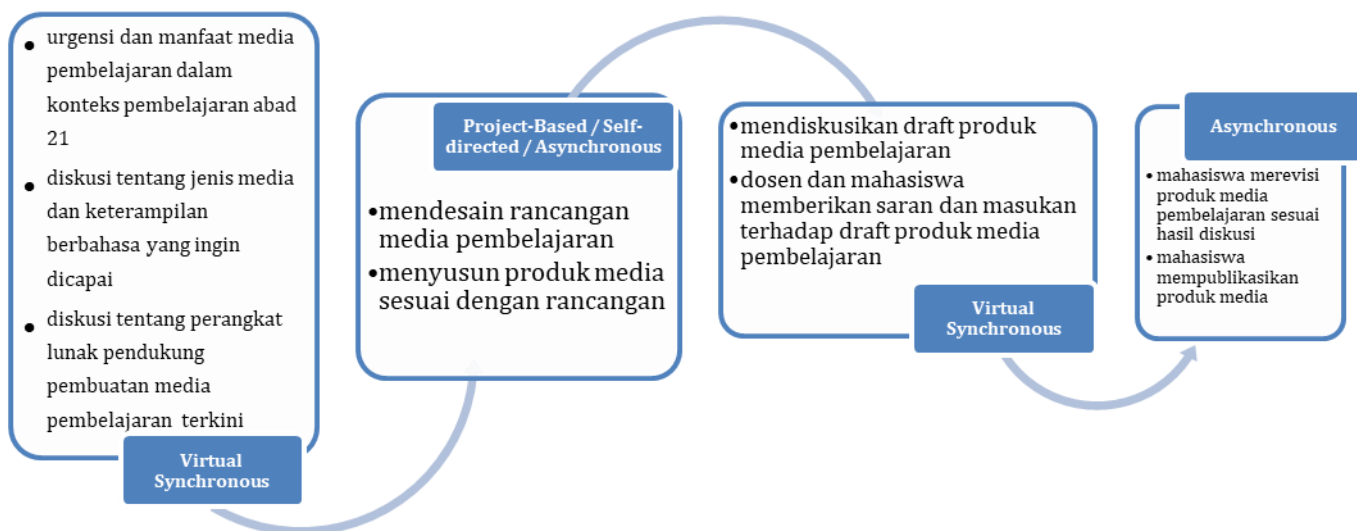 • urgensi dan manfaat media
pembelajaran dalam
konteks pembelajaran abad
21
• diskusi tentang jenis media
dan keterampilan
berbahasa yang ingin
dicapai
• diskusi tentang perangkat
lunak pendukung
pembuatan media
pembelajaran terkini
Virtual
Synchronous
Project-Based / Self-
directed / Asynchronous
•mendesain rancangan
media pembelajaran
•menyusun produk media
sesuai dengan rancangan
•mendiskusikan draft produk
media pembelajaran
•dosen dan mahasiswa
memberikan saran dan masukan
terhadap draft produk media
pembelajaran
Virtual
Synchronous
Asynchronous
•mahasiswa merevisi
produk media
pembelajaran sesuai
hasil diskusi
•mahasiswa
mempublikasikan
produk media